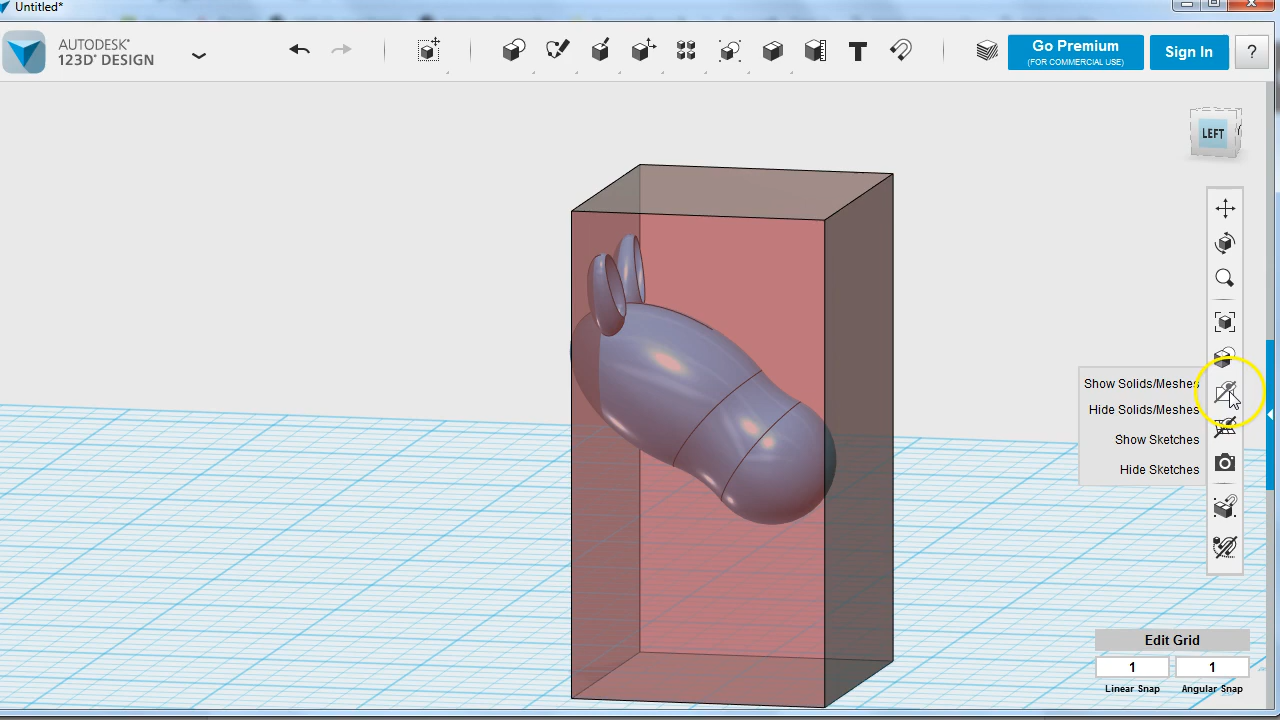 Untitled*
AUTODESK®
123D® DESIGN
T
Go Premium
(FOR COMMERCIAL USE)
Sign In
?
LEFT
Show Solids/Meshes
Hide Solids/Meshes
Show Sketches
Hide Sketches
Edit Grid
1 1
Linear Snap Angular Snap